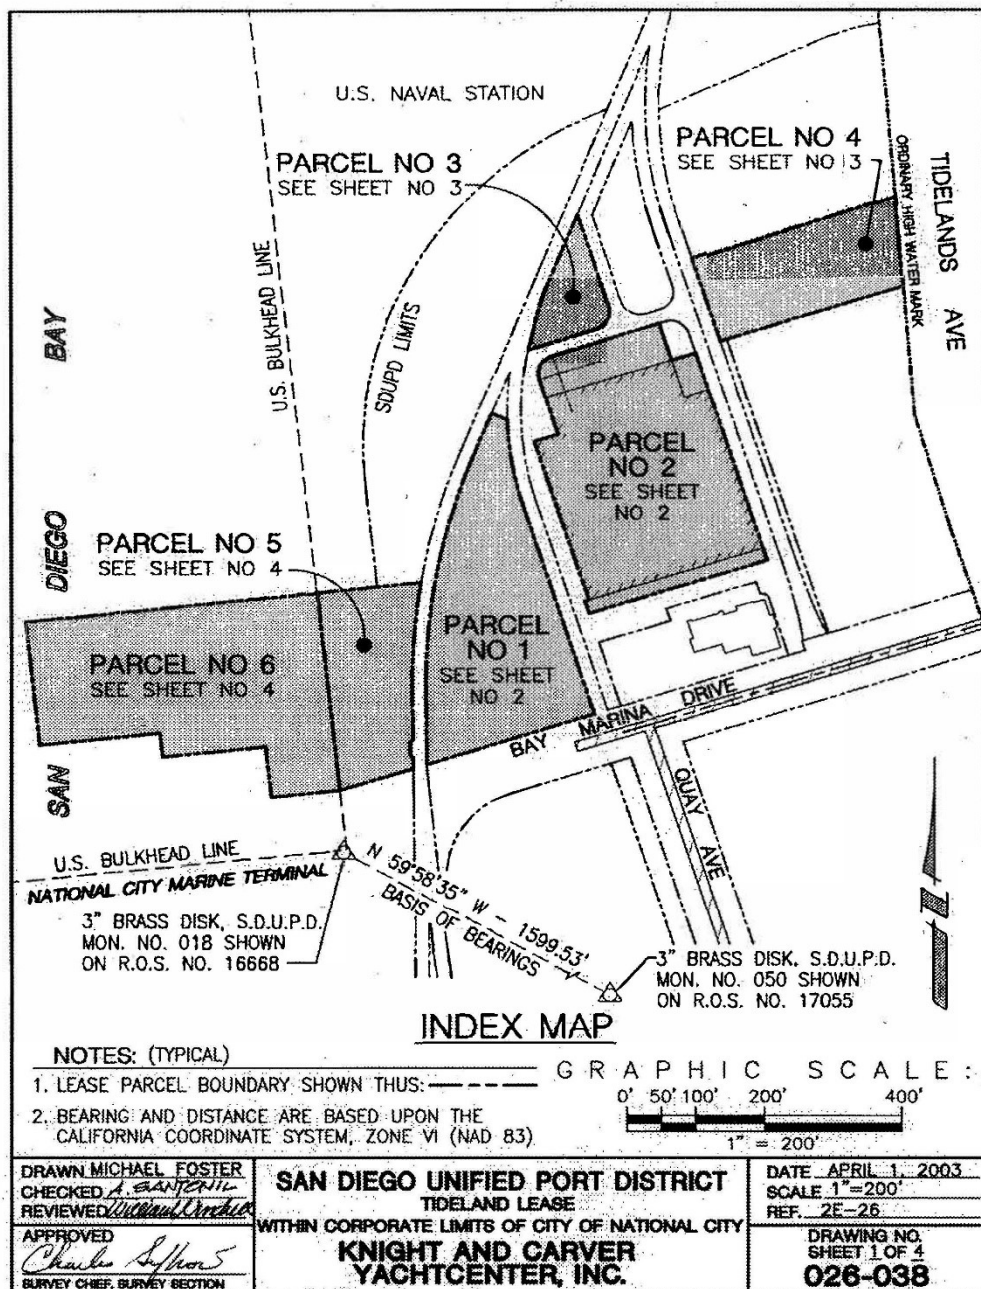 U.S. NAVAL STATION
PARCEL NO 3
SEE SHEET NO 3
PARCEL NO 4
SEE SHEET NO 3
ORDINARY HIGH WATER MARK
TIDELANDS AVE
U.S. BULKHEAD LINE
SDUPD LIMITS
SAN DIEGO BAY
PARCEL
NO 2
SEE SHEET
NO 2
PARCEL NO 5
SEE SHEET NO 4
PARCEL
NO 1
SEE SHEET
NO 2
PARCEL NO 6
SEE SHEET NO 4
BAY MARINA DRIVE
QUAY AVE
U.S. BULKHEAD LINE
NATIONAL CITY MARINE TERMINAL
N 59°58'35" W - 1599.53'
BASIS OF BEARINGS
3" BRASS DISK, S.D.U.P.D.
MON. NO. 018 SHOWN
ON R.O.S. NO. 16668
3" BRASS DISK, S.D.U.P.D.
MON. NO. 050 SHOWN
ON R.O.S. NO. 17055
INDEX MAP
NOTES: (TYPICAL)
1. LEASE PARCEL BOUNDARY SHOWN THUS:
2. BEARING AND DISTANCE ARE BASED UPON THE
CALIFORNIA COORDINATE SYSTEM, ZONE VI (NAD 83)
GRAPHIC SCALE:
0' 50' 100' 200' 400'
1" = 200'
DRAWN MICHAEL FOSTER
CHECKED A. SANTONIL
REVIEWED
APPROVED
Charles
SURVEY CHIEF, SURVEY SECTION
SAN DIEGO UNIFIED PORT DISTRICT
TIDELAND LEASE
WITHIN CORPORATE LIMITS OF CITY OF NATIONAL CITY
KNIGHT AND CARVER
YACHTCENTER, INC.
DATE APRIL 1, 2003
SCALE 1"=200'
REF. 2E-26
DRAWING NO.
SHEET 1 OF 4
026-038